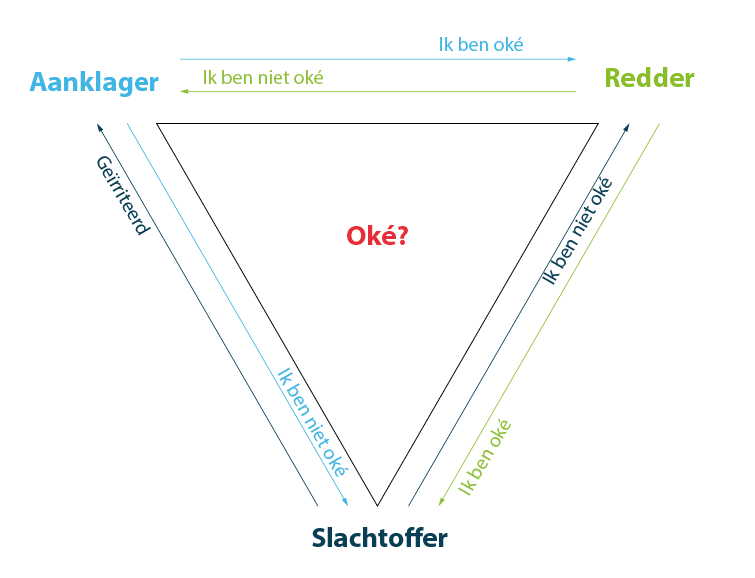 Ik ben oké
Aanklager
Ik ben niet oké
Redder
Geïrriteerd
Ik ben niet oké
Oké?
Ik ben niet oké
Ik ben oké
Slachtoffer